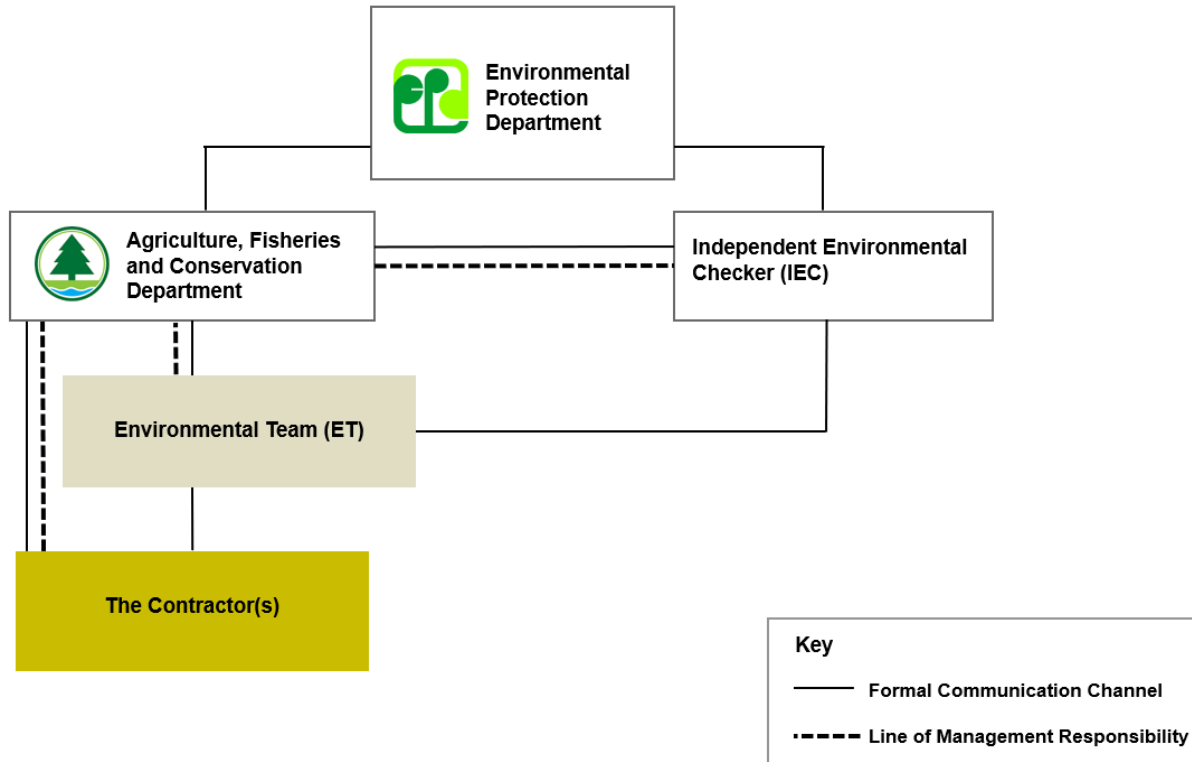 Environmental
Protection
Department
Agriculture, Fisheries
and Conservation
Department
Independent Environmental
Checker (IEC)
Environmental Team (ET)
The Contractor(s)
Key
Formal Communication Channel
Line of Management Responsibility